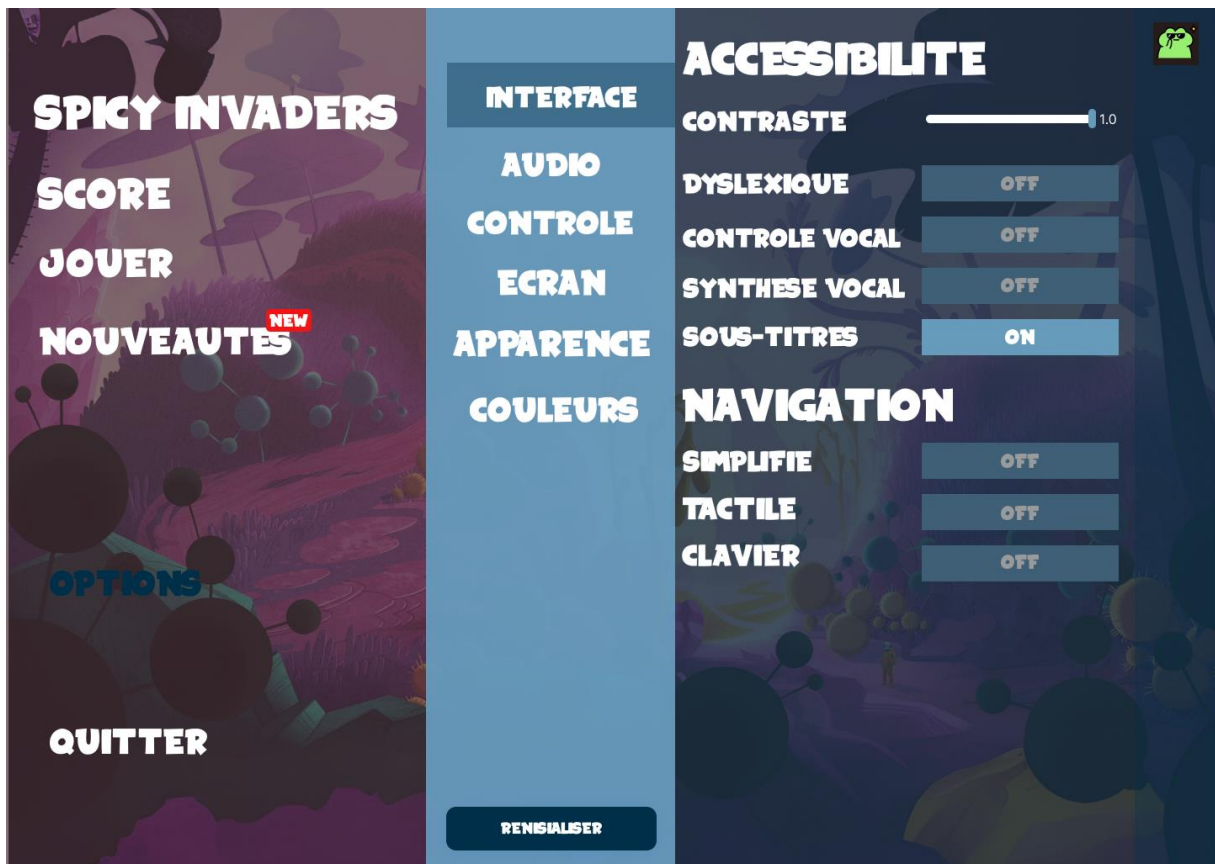 SPICY INVADERS
SCORE
JOUER
NOUVEAUTES
NEW
OPTIONS
QUITTER
INTERFACE
AUDIO
CONTROLE
ECRAN
APPARENCE
COULEURS
RENISIALISER
ACCESSIBILITE
CONTRASTE 1.0
DYSLEXIQUE OFF
CONTROLE VOCAL OFF
SYNTHESE VOCAL OFF
SOUS-TITRES ON
NAVIGATION
SIMPLIFIE OFF
TACTILE OFF
CLAVIER OFF